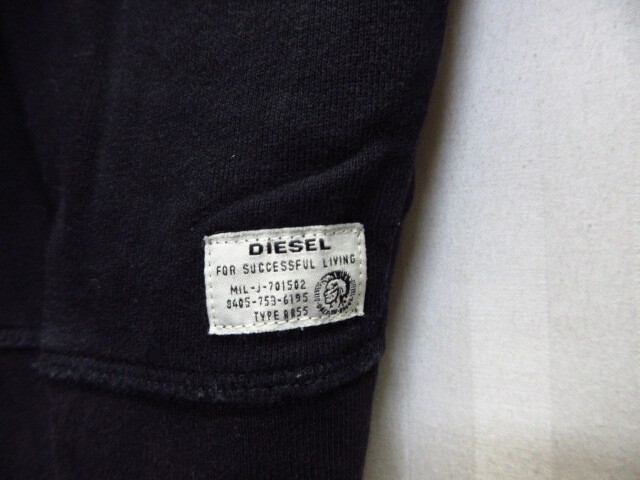 DIESEL
FOR SUCCESSFUL LIVING
MIL-J-701502
8405-753-6195
TYPE 8855